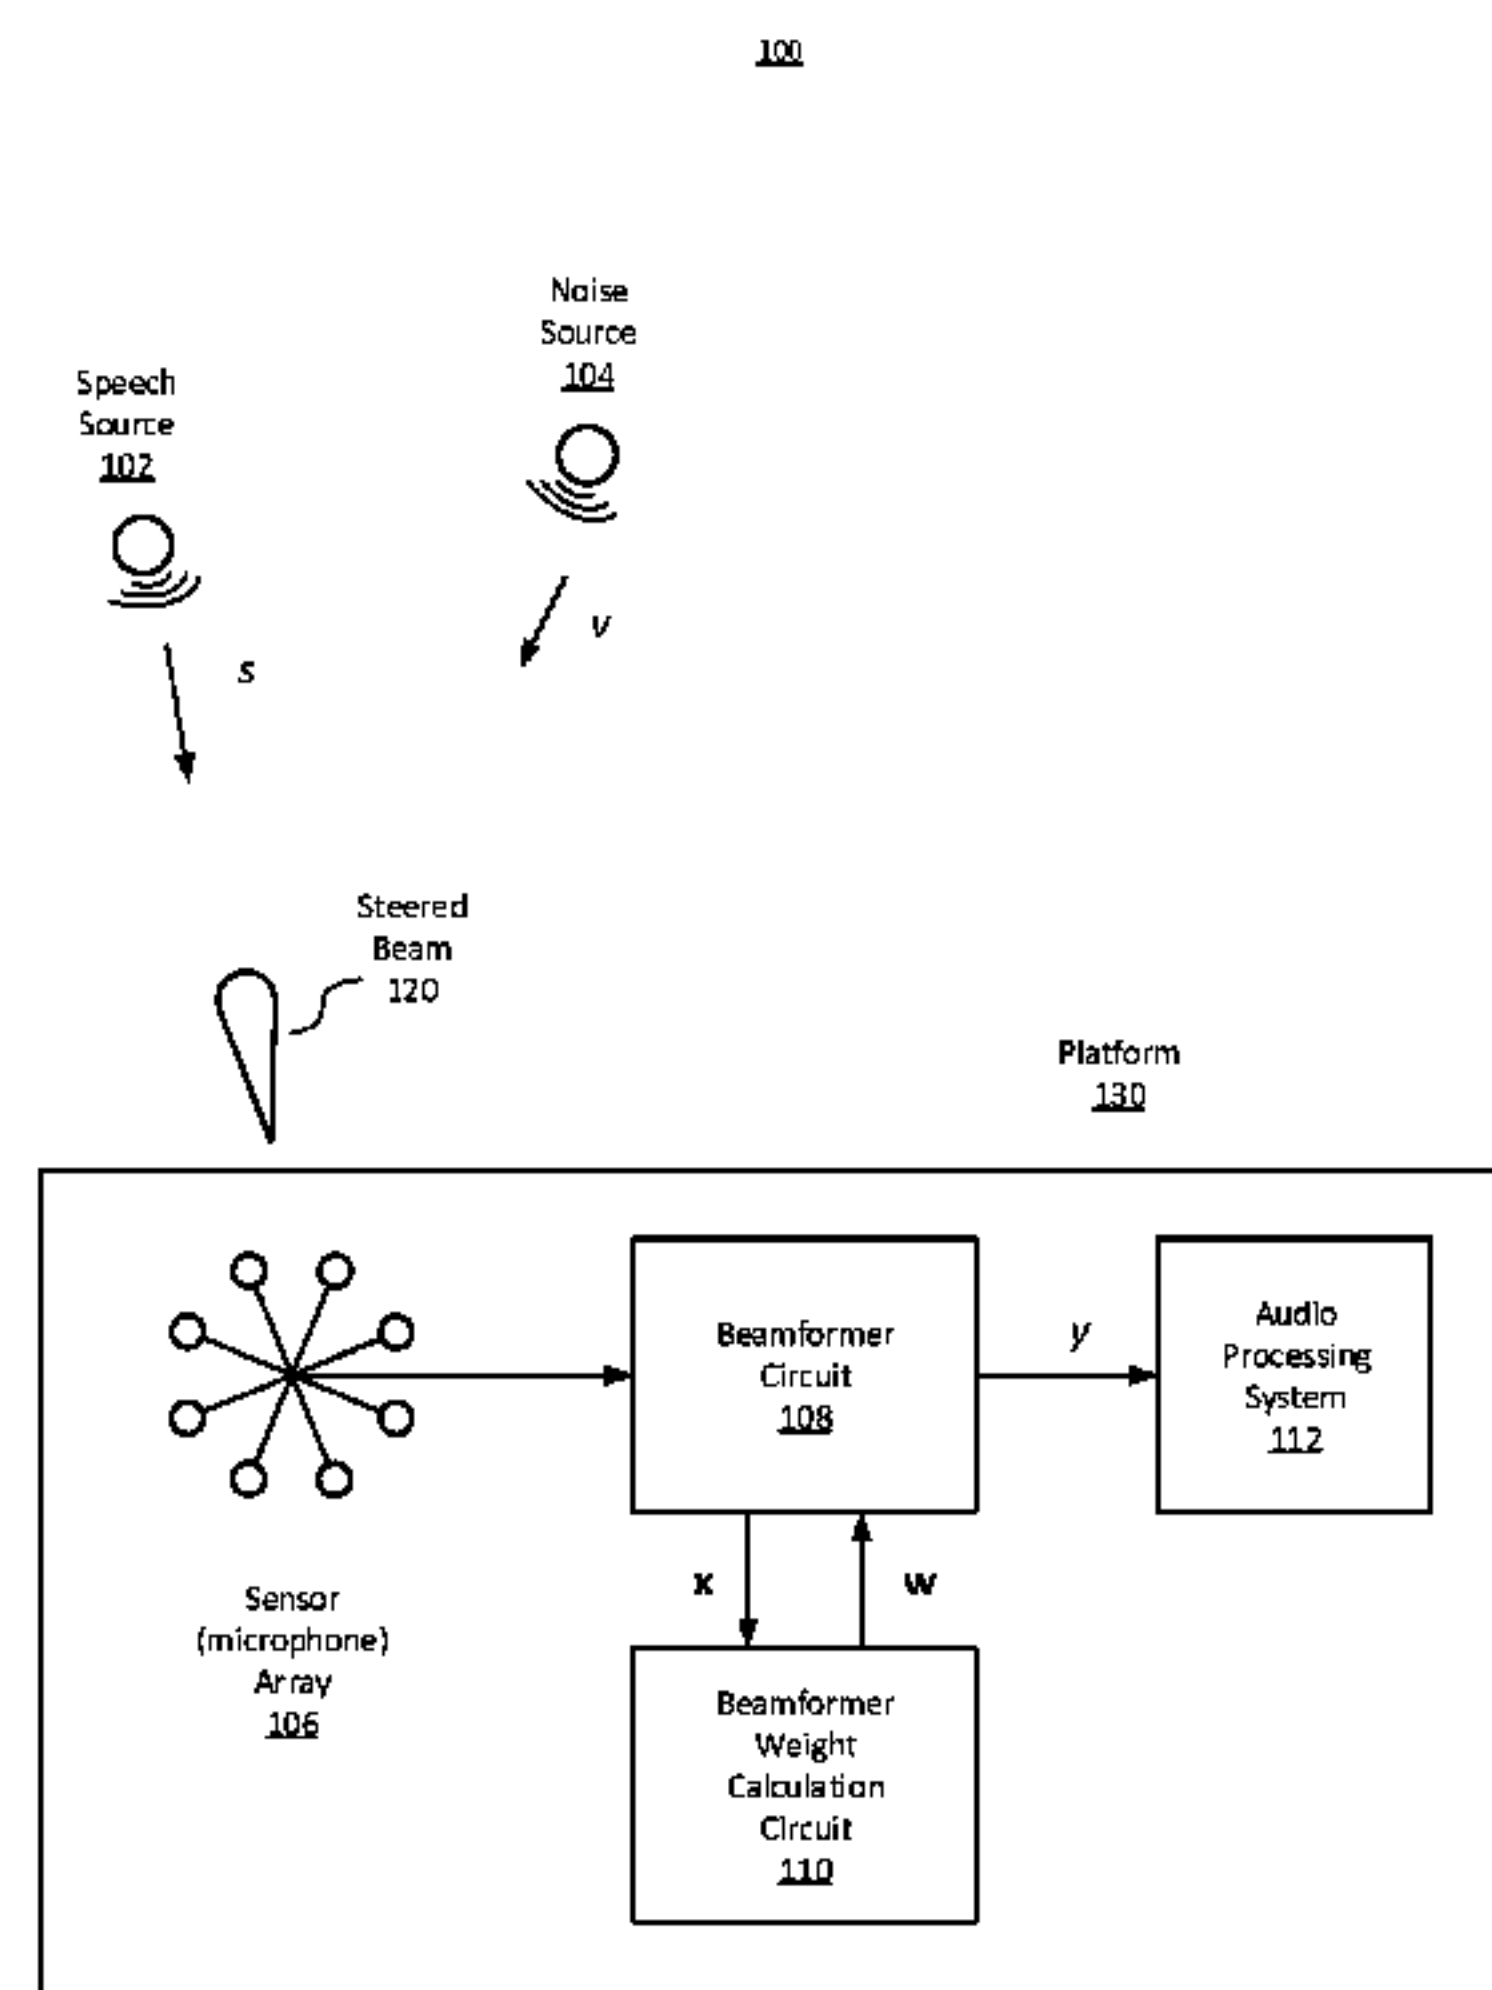 100
Noise
Source
104
Speech
Source
102
v
s
Steered
Beam
120
Platform
130
Beamformer
Circuit
108
y
Audio
Processing
System
112
x
w
Sensor
(microphone)
Array
106
Beamformer
Weight
Calculation
Circuit
110